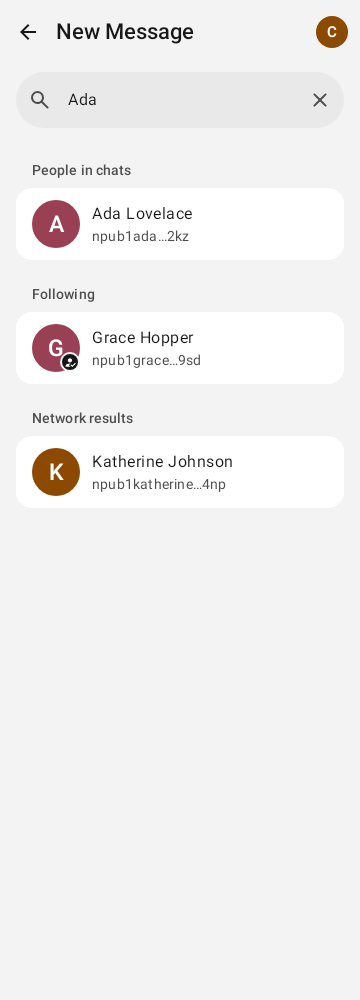 New Message
C
Ada
People in chats
A
Ada Lovelace
npub1ada…2kz
Following
G
Grace Hopper
npub1grace…9sd
Network results
K
Katherine Johnson
npub1katherine…4np